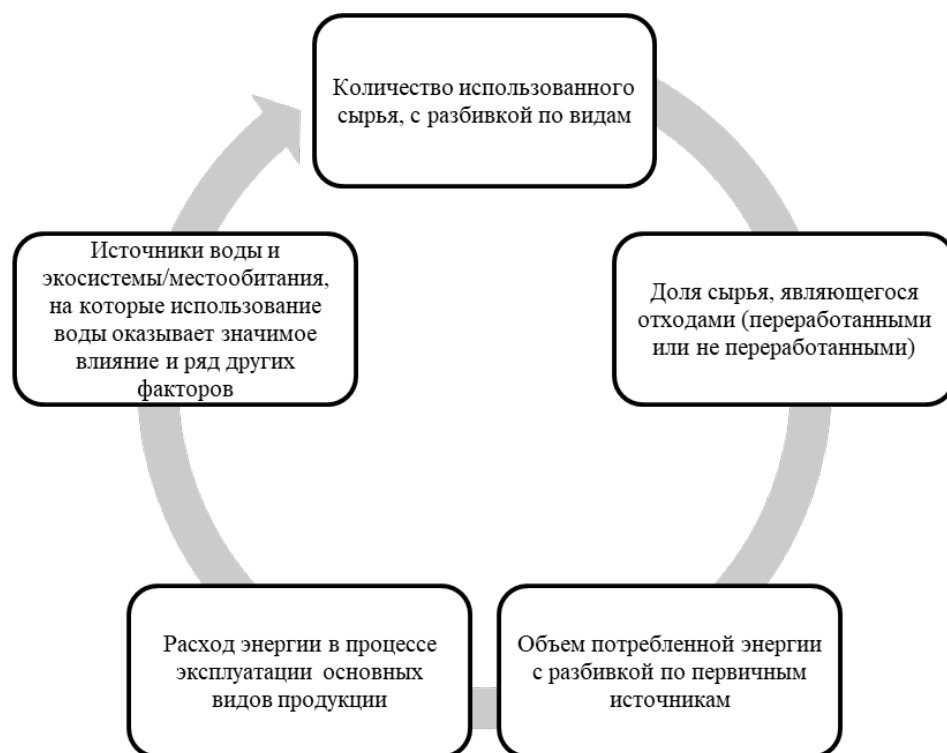 Количество использованного
сырья, с разбивкой по видам
Доля сырья, являющегося
отходами (переработанными
или не переработанными)
Объем потребленной энергии
с разбивкой по первичным
источникам
Расход энергии в процессе
эксплуатации основных
видов продукции
Источники воды и
экосистемы/местообитания,
на которые использование
воды оказывает значимое
влияние и ряд других
факторов